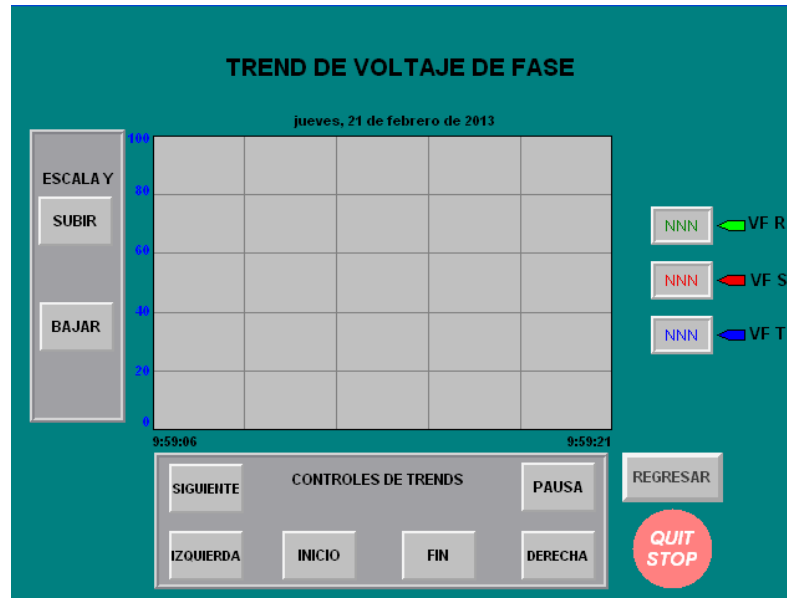 TREND DE VOLTAJE DE FASE
jueves, 21 de febrero de 2013
ESCALA Y
SUBIR
BAJAR
100
80
60
40
20
0
9:59:06
9:59:21
NNN VF R
NNN VF S
NNN VF T
CONTROLES DE TRENDS
SIGUIENTE
PAUSA
IZQUIERDA
INICIO
FIN
DERECHA
REGRESAR
QUIT
STOP